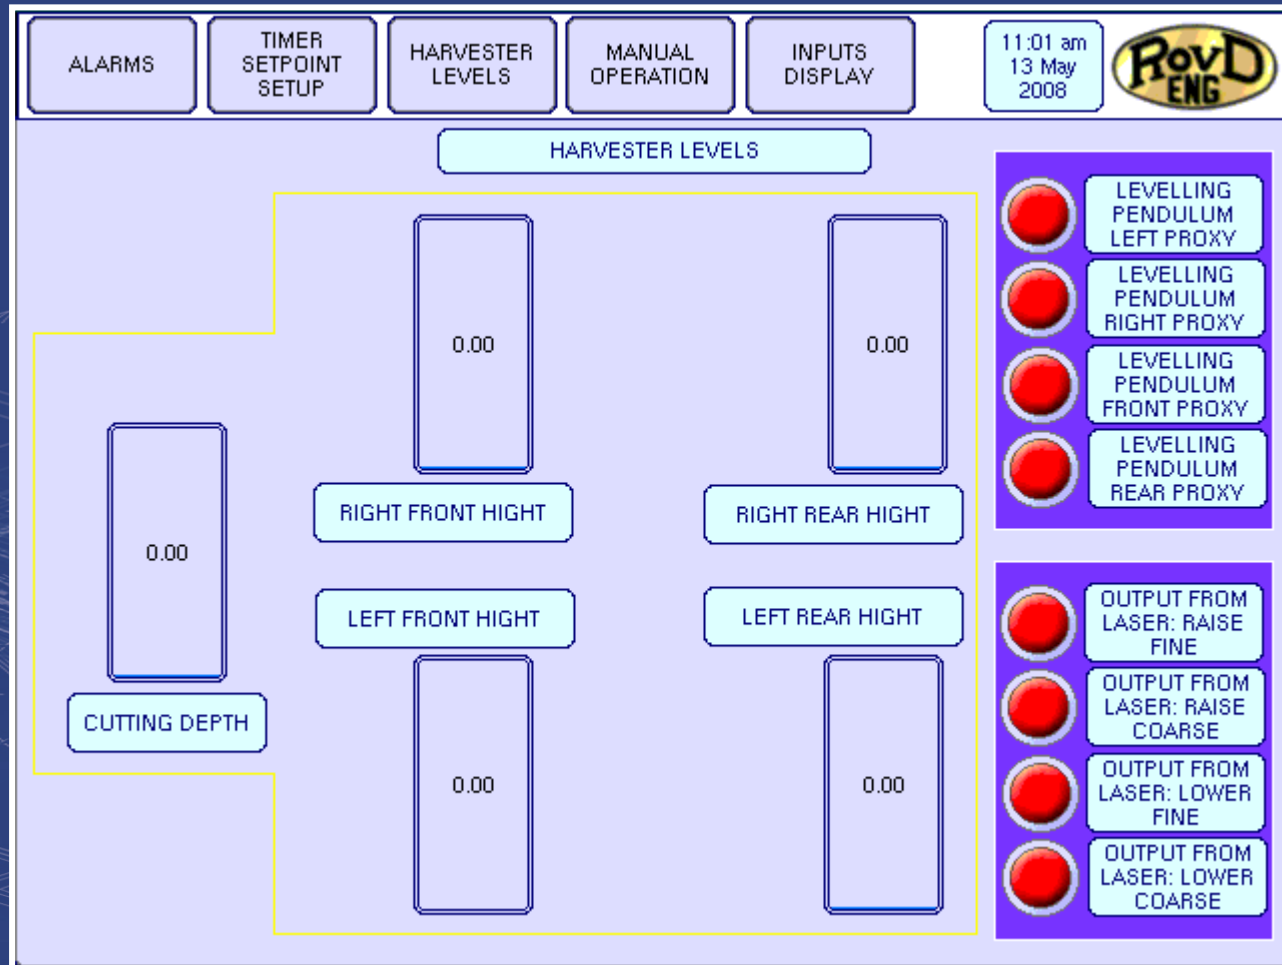 ALARMS
TIMER
SETPOINT
SETUP
HARVESTER
LEVELS
MANUAL
OPERATION
INPUTS
DISPLAY
11:01 am
13 May
2008
RovD
ENG
HARVESTER LEVELS
0.00
0.00
RIGHT FRONT HIGHT
RIGHT REAR HIGHT
0.00
CUTTING DEPTH
LEFT FRONT HIGHT
LEFT REAR HIGHT
0.00
0.00
LEVELLING
PENDULUM
LEFT PROXY
LEVELLING
PENDULUM
RIGHT PROXY
LEVELLING
PENDULUM
FRONT PROXY
LEVELLING
PENDULUM
REAR PROXY
OUTPUT FROM
LASER: RAISE
FINE
OUTPUT FROM
LASER: RAISE
COARSE
OUTPUT FROM
LASER: LOWER
FINE
OUTPUT FROM
LASER: LOWER
COARSE